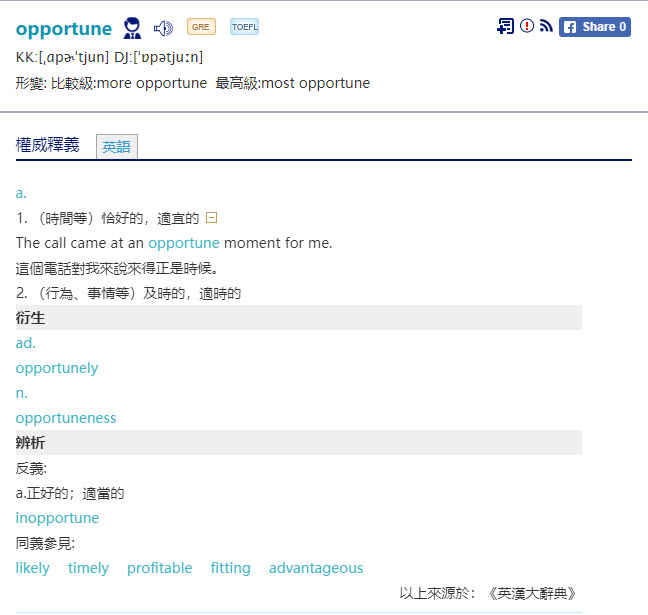 opportune GRE TOEFL Share 0
KK:[ˌɑpɚˈtjun] DJ:['ɒpətjuːn]
形變: 比較級:more opportune 最高級:most opportune
權威釋義 英語
a.
1. （時間等）恰好的，適宜的
The call came at an opportune moment for me.
這個電話對我來說來得正是時候。
2. （行為、事情等）及時的，適時的
衍生
ad.
opportunely
n.
opportuneness
辨析
反義:
a.正好的；適當的
inopportune
同義參見:
likely timely profitable fitting advantageous
以上來源於：《英漢大辭典》